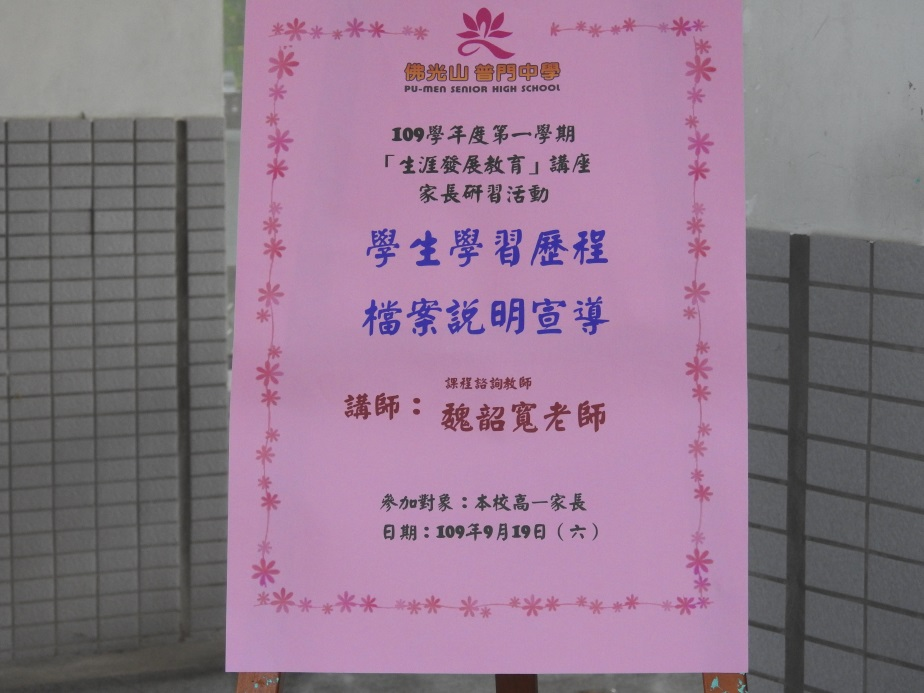 佛光山 普門中學
PU-MEN SENIOR HIGH SCHOOL
109學年度第一學期
「生涯發展教育」講座
家長研習活動
學生學習歷程
檔案說明宣導
課程諮詢教師
講師：魏韶寬老師
參加對象：本校高一家長
日期：109年9月19日（六）